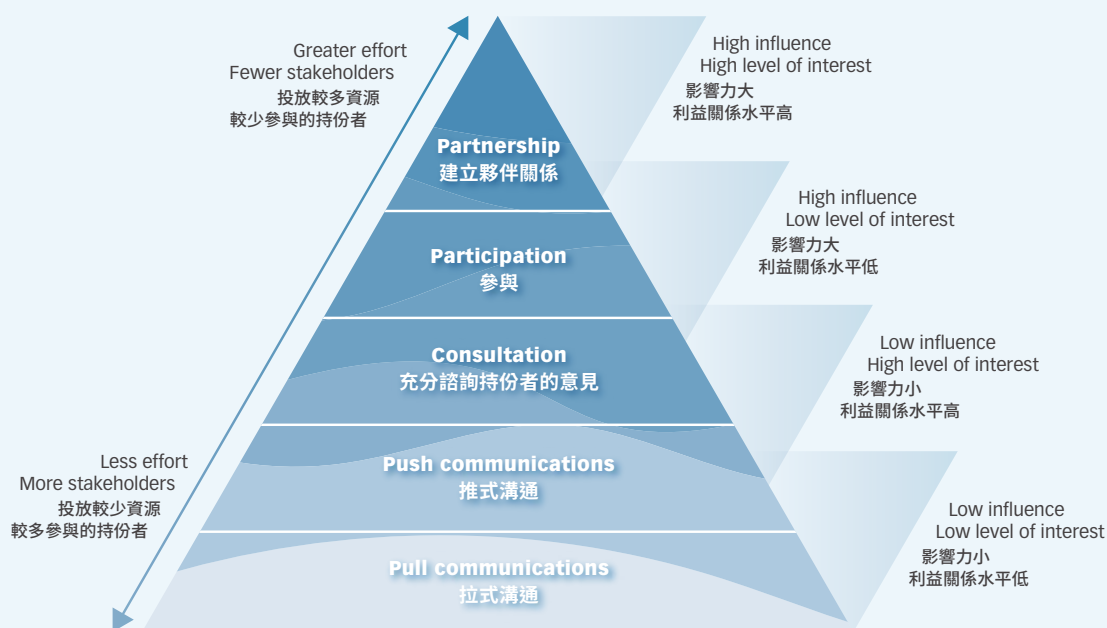 Greater effort
Fewer stakeholders
投放較多資源
較少參與的持份者
High influence
High level of interest
影響力大
利益關係水平高
Partnership
建立夥伴關係
High influence
Low level of interest
影響力大
利益關係水平低
Participation
參與
Low influence
High level of interest
影響力小
利益關係水平高
Consultation
充分諮詢持份者的意見
Less effort
More stakeholders
投放較少資源
較多參與的持份者
Push communications
推式溝通
Low influence
Low level of interest
影響力小
利益關係水平低
Pull communications
拉式溝通